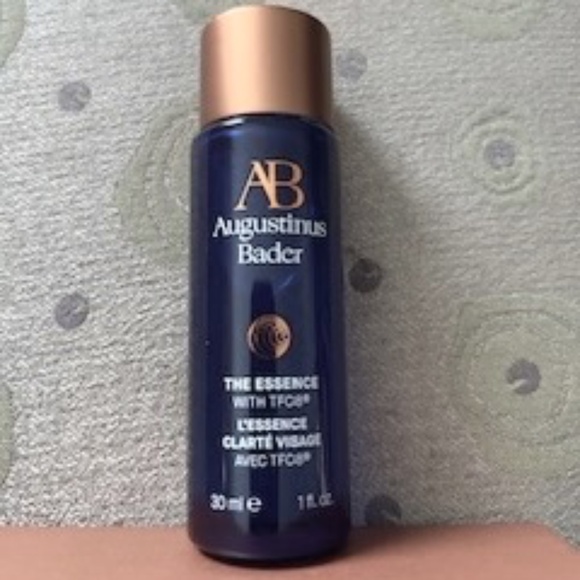 AB
Augustinus
Bader
THE ESSENCE
WITH TFC8®
L'ESSENCE
CLARTÉ VISAGE
AVEC TFC8®
30 ml e 1 fl. oz.